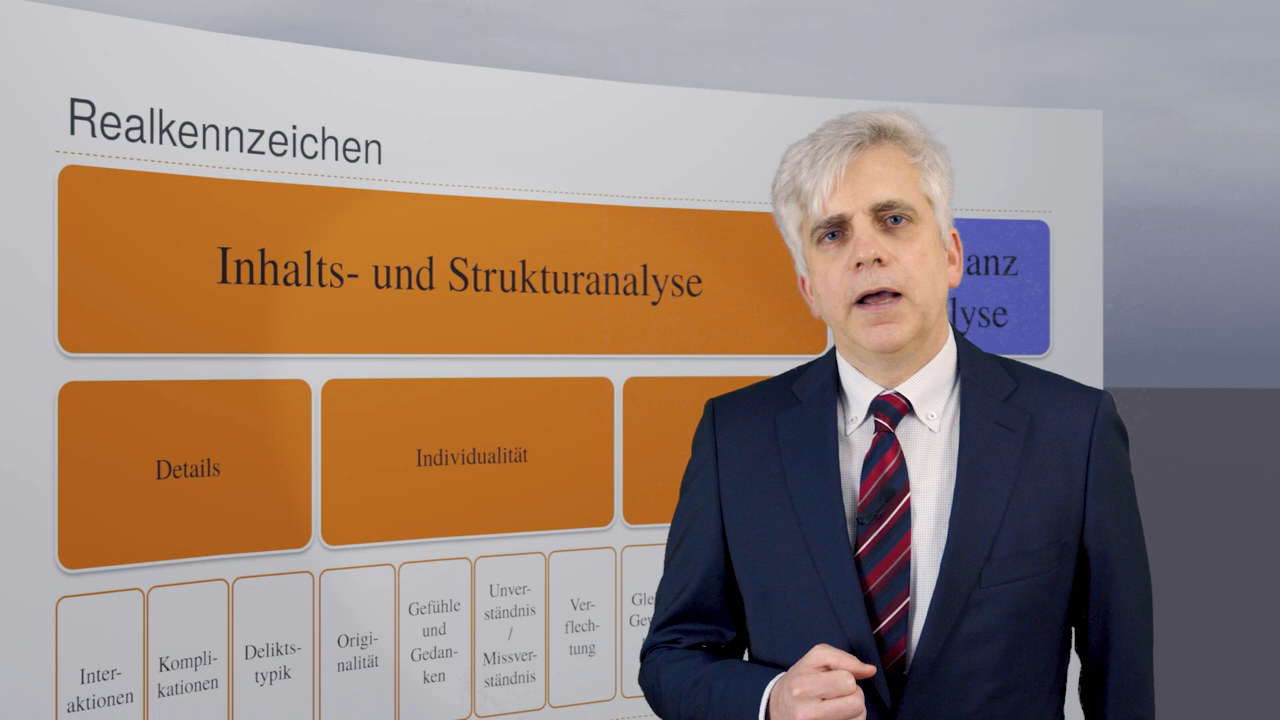 Realkennzeichen
Inhalts- und Strukturanalyse
anz
lyse
Details
Individualität
Inter-
aktionen
Kompli-
kationen
Delikts-
typik
Origi-
nalität
Gefühle
und
Gedan-
ken
Unver-
ständnis
/
Missver-
ständnis
Ver-
flech-
tung
Gle